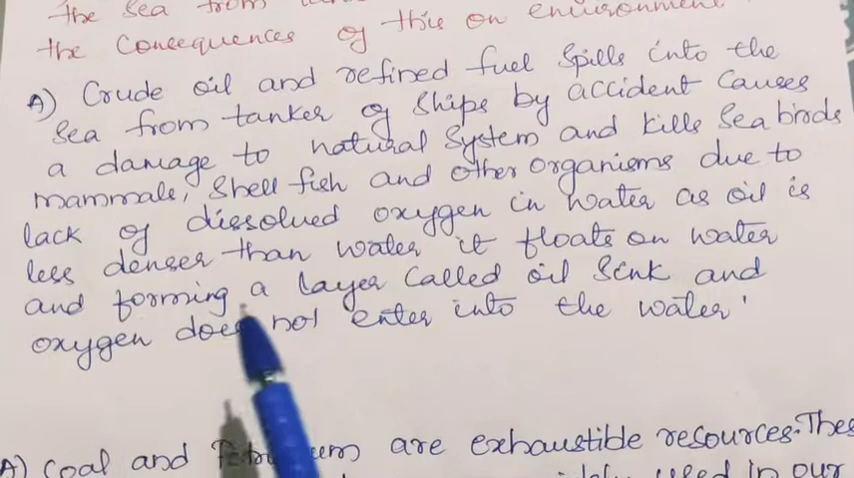 the sea from
the consequences of this on environment
A) Crude oil and refined fuel spills into the
sea from tanker of ships by accident causes
a damage to natural system and kills sea birds
mammals, shell fish and other organisms due to
lack of dissolved oxygen in water as oil is
less denser than water it floats on water
and forming a layer called oil sink and
oxygen does not enter into the water'
A) Coal and are exhaustible resources. Thes
used in our